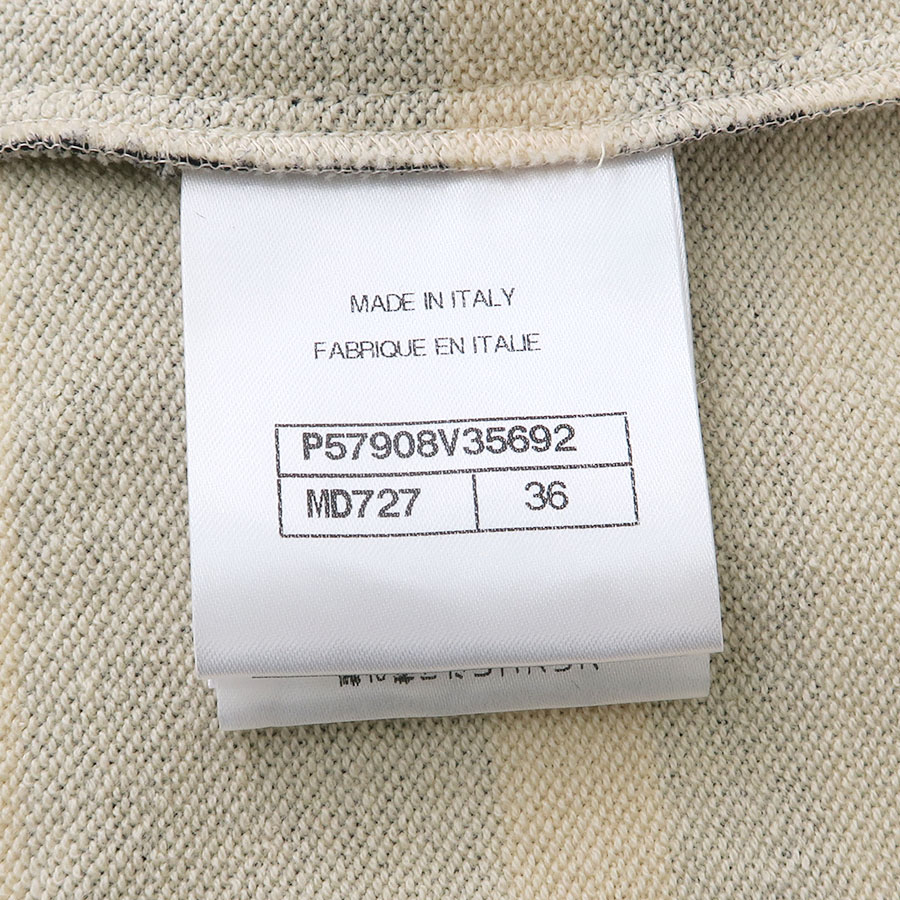 MADE IN ITALY
FABRIQUE EN ITALIE
P57908V35692
MD727 36